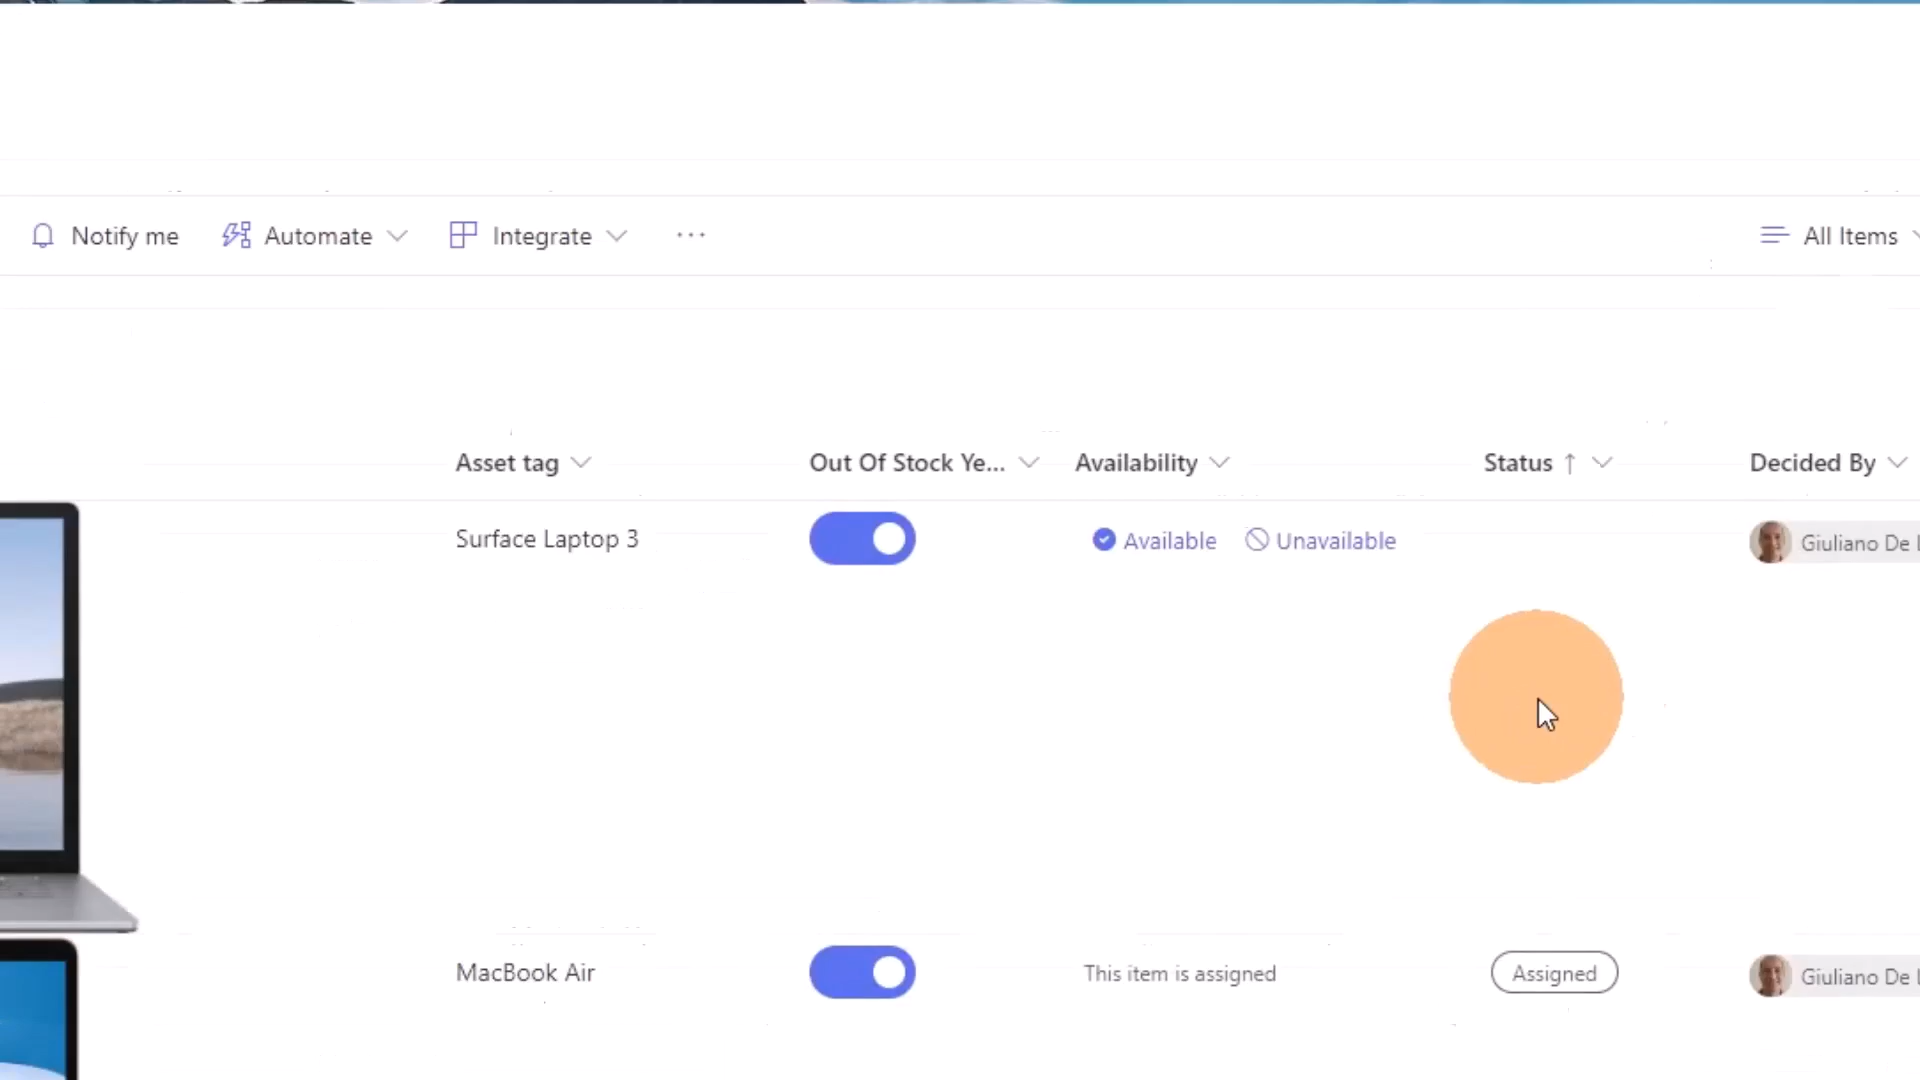 Notify me Automate Integrate ... All Items
Asset tag Out Of Stock Ye... Availability Status Decided By
Surface Laptop 3 Available Unavailable Giuliano De L
MacBook Air This item is assigned Assigned Giuliano De L